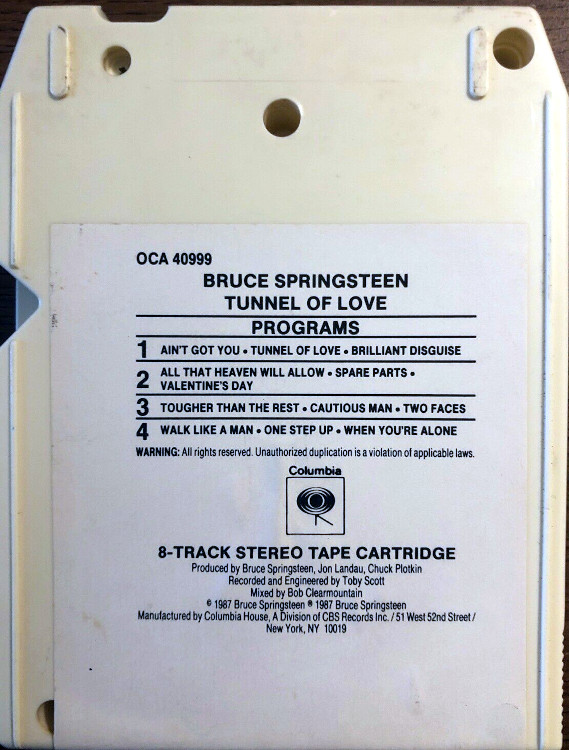 OCA 40999
BRUCE SPRINGSTEEN
TUNNEL OF LOVE
PROGRAMS
1 AIN'T GOT YOU • TUNNEL OF LOVE • BRILLIANT DISGUISE
2 ALL THAT HEAVEN WILL ALLOW • SPARE PARTS •
VALENTINE'S DAY
3 TOUGHER THAN THE REST • CAUTIOUS MAN • TWO FACES
4 WALK LIKE A MAN • ONE STEP UP • WHEN YOU'RE ALONE
WARNING: All rights reserved. Unauthorized duplication is a violation of applicable laws.
Columbia
8-TRACK STEREO TAPE CARTRIDGE
Produced by Bruce Springsteen, Jon Landau, Chuck Plotkin
Recorded and Engineered by Toby Scott
Mixed by Bob Clearmountain
© 1987 Bruce Springsteen ℗ 1987 Bruce Springsteen
Manufactured by Columbia House, A Division of CBS Records Inc. / 51 West 52nd Street /
New York, NY 10019